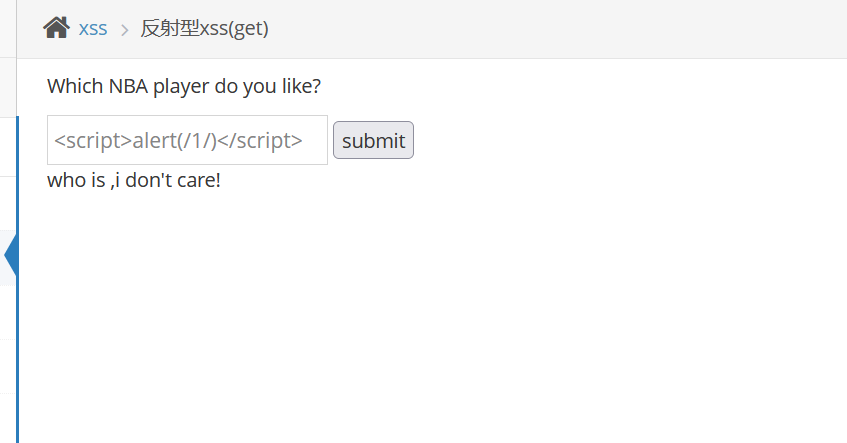 xss > 反射型xss(get)
Which NBA player do you like?
<script>alert(/1/)</script> submit
who is ,i don't care!